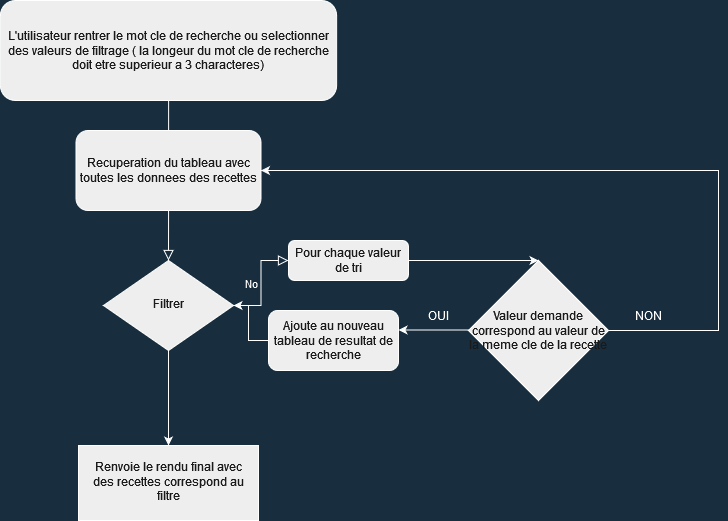 L'utilisateur rentrer le mot cle de recherche ou selectionner
des valeurs de filtrage ( la longeur du mot cle de recherche
doit etre superieur a 3 characteres)
Recuperation du tableau avec
toutes les donnees des recettes
Pour chaque valeur
de tri
No
Filtrer
OUI
Valeur demande
correspond au valeur de
la meme cle de la recette
NON
Ajoute au nouveau
tableau de resultat de
recherche
Renvoie le rendu final avec
des recettes correspond au
filtre